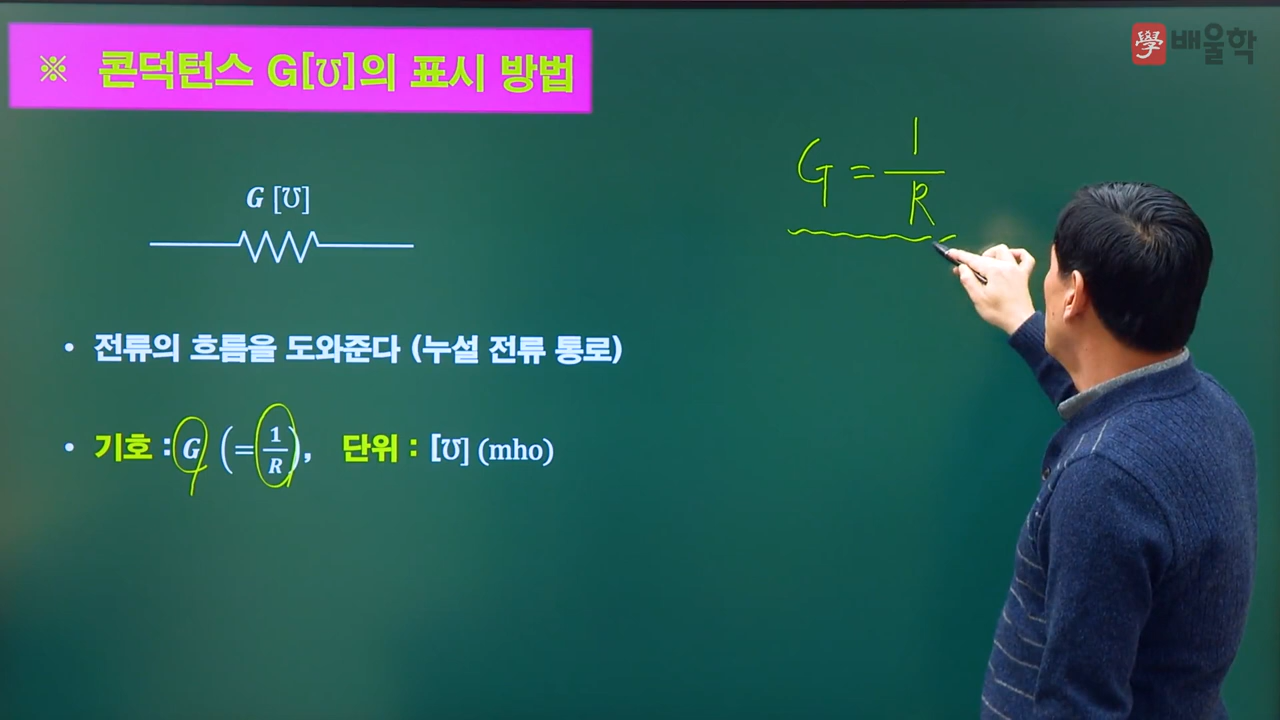 ※ 콘덕턴스 G[℧]의 표시 방법
學 배울학
G [℧]
G = 1/R
• 전류의 흐름을 도와준다 (누설 전류 통로)
• 기호 : G (= 1/R), 단위 : [℧] (mho)